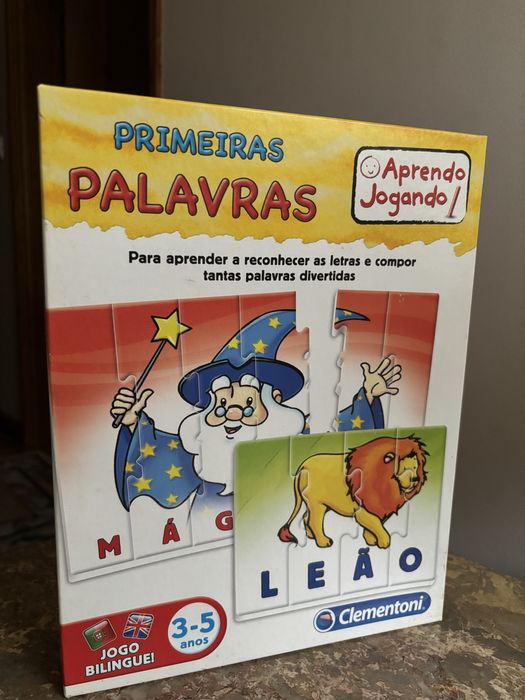 PRIMEIRAS
PALAVRAS
Aprendo
Jogando
Para aprender a reconhecer as letras e compor
tantas palavras divertidas
M Á G
L E Ã O
JOGO
BILINGUE!
3-5
anos
Clementoni